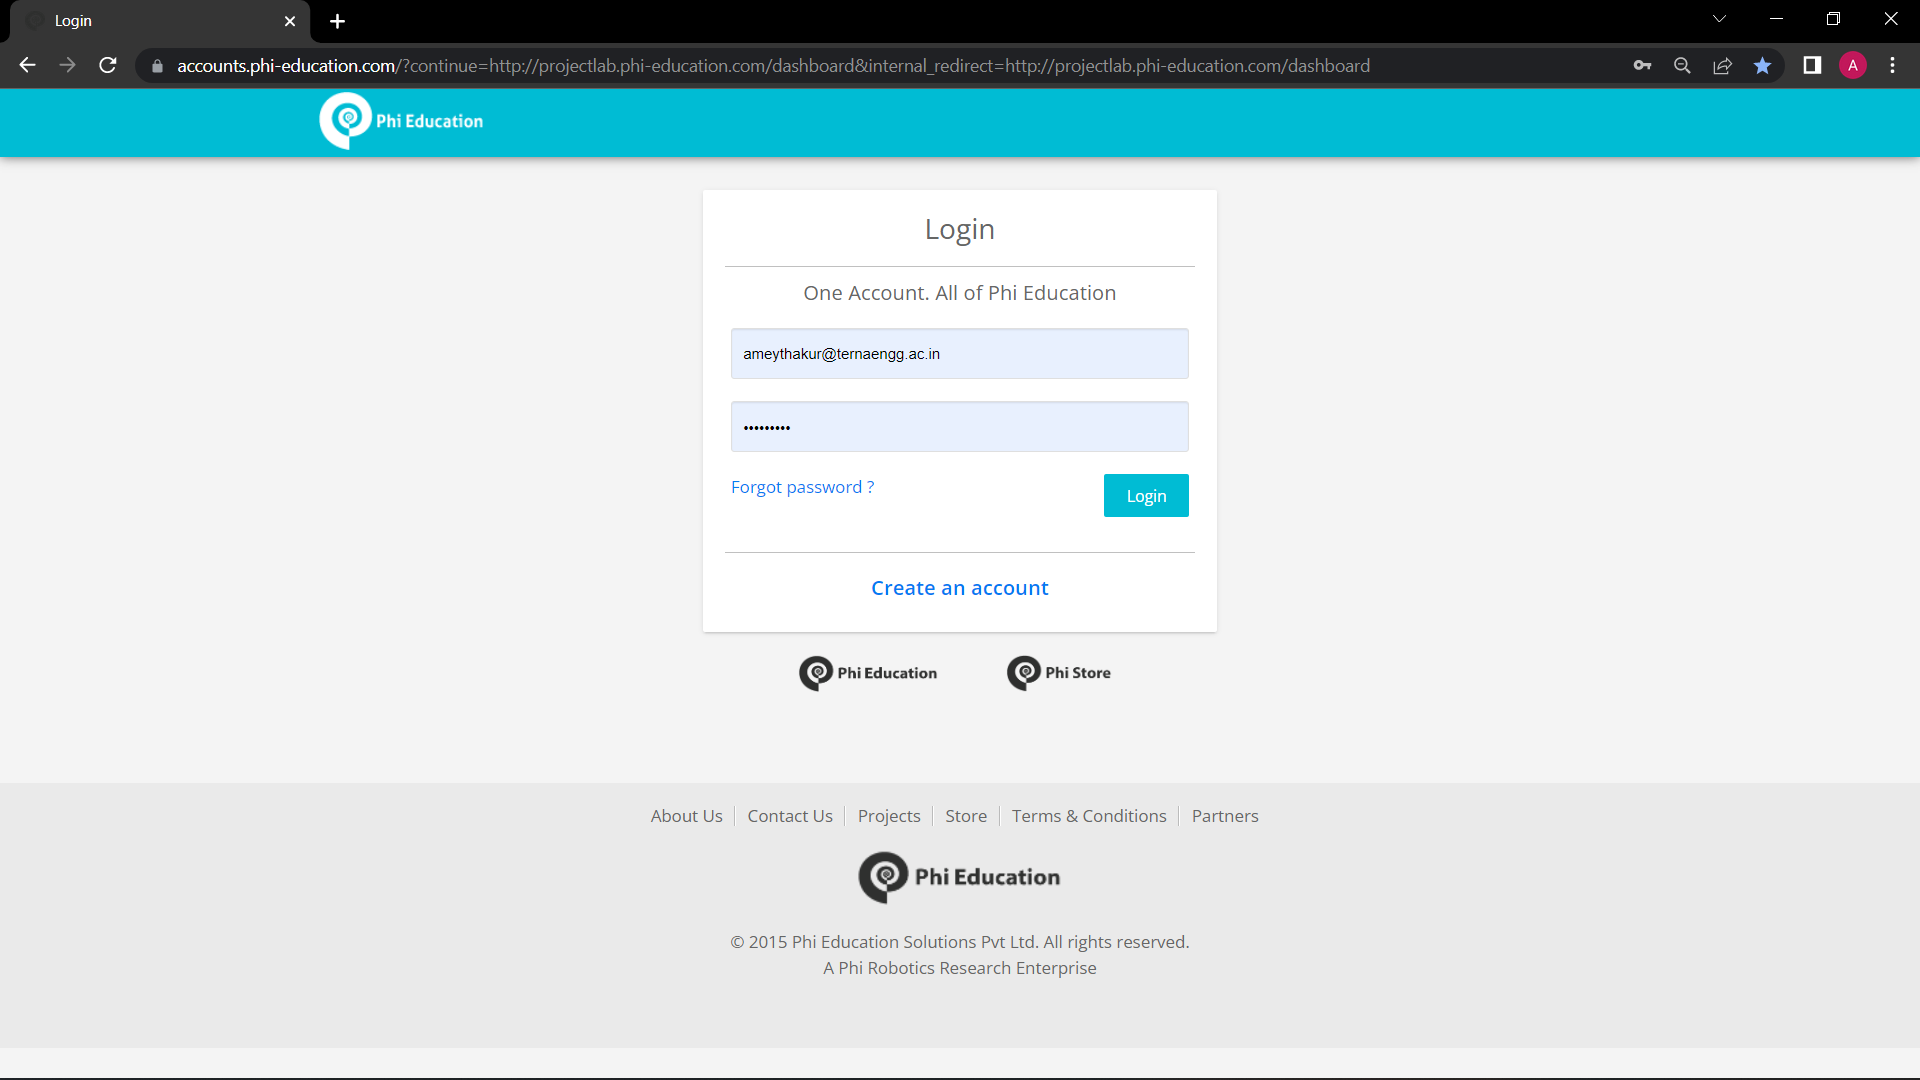 Login
accounts.phi-education.com/?continue=http://projectlab.phi-education.com/dashboard&internal_redirect=http://projectlab.phi-education.com/dashboard
A
Phi Education
Login
One Account. All of Phi Education
ameythakur@ternaengg.ac.in
•••••••••
Forgot password ?
Login
Create an account
Phi Education
Phi Store
About Us
Contact Us
Projects
Store
Terms & Conditions
Partners
Phi Education
© 2015 Phi Education Solutions Pvt Ltd. All rights reserved.
A Phi Robotics Research Enterprise